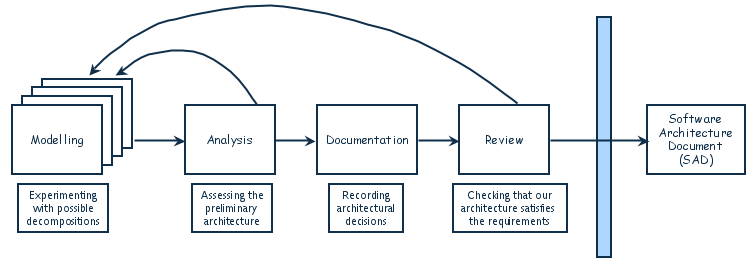 Modelling
Analysis
Documentation
Review
Software
Architecture
Document
(SAD)
Experimenting
with possible
decompositions
Assessing the
preliminary
architecture
Recording
architectural
decisions
Checking that our
architecture satisfies
the requirements